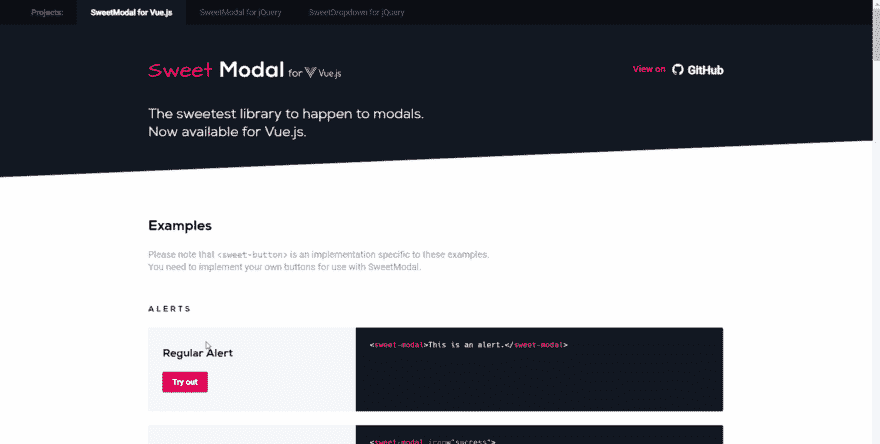 Projects: SweetModal for Vue.js SweetModal for jQuery SweetDropdown for jQuery
Sweet Modal for Vue.js View on GitHub
The sweetest library to happen to modals.
Now available for Vue.js.
Examples
Please note that <sweet-button> is an implementation specific to these examples.
You need to implement your own buttons for use with SweetModal.
ALERTS
Regular Alert
<sweet-modal>This is an alert.</sweet-modal>
Try out
<sweet-modal icon="success">